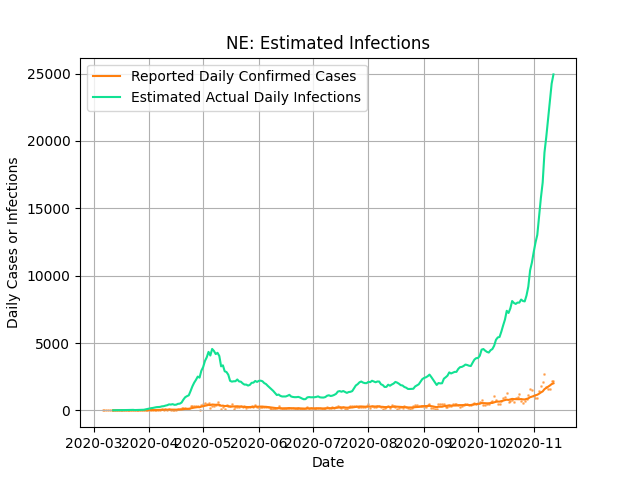 NE: Estimated Infections
Reported Daily Confirmed Cases
Estimated Actual Daily Infections
25000
20000
15000
10000
5000
0
Daily Cases or Infections
2020-03 2020-04 2020-05 2020-06 2020-07 2020-08 2020-09 2020-10 2020-11
Date